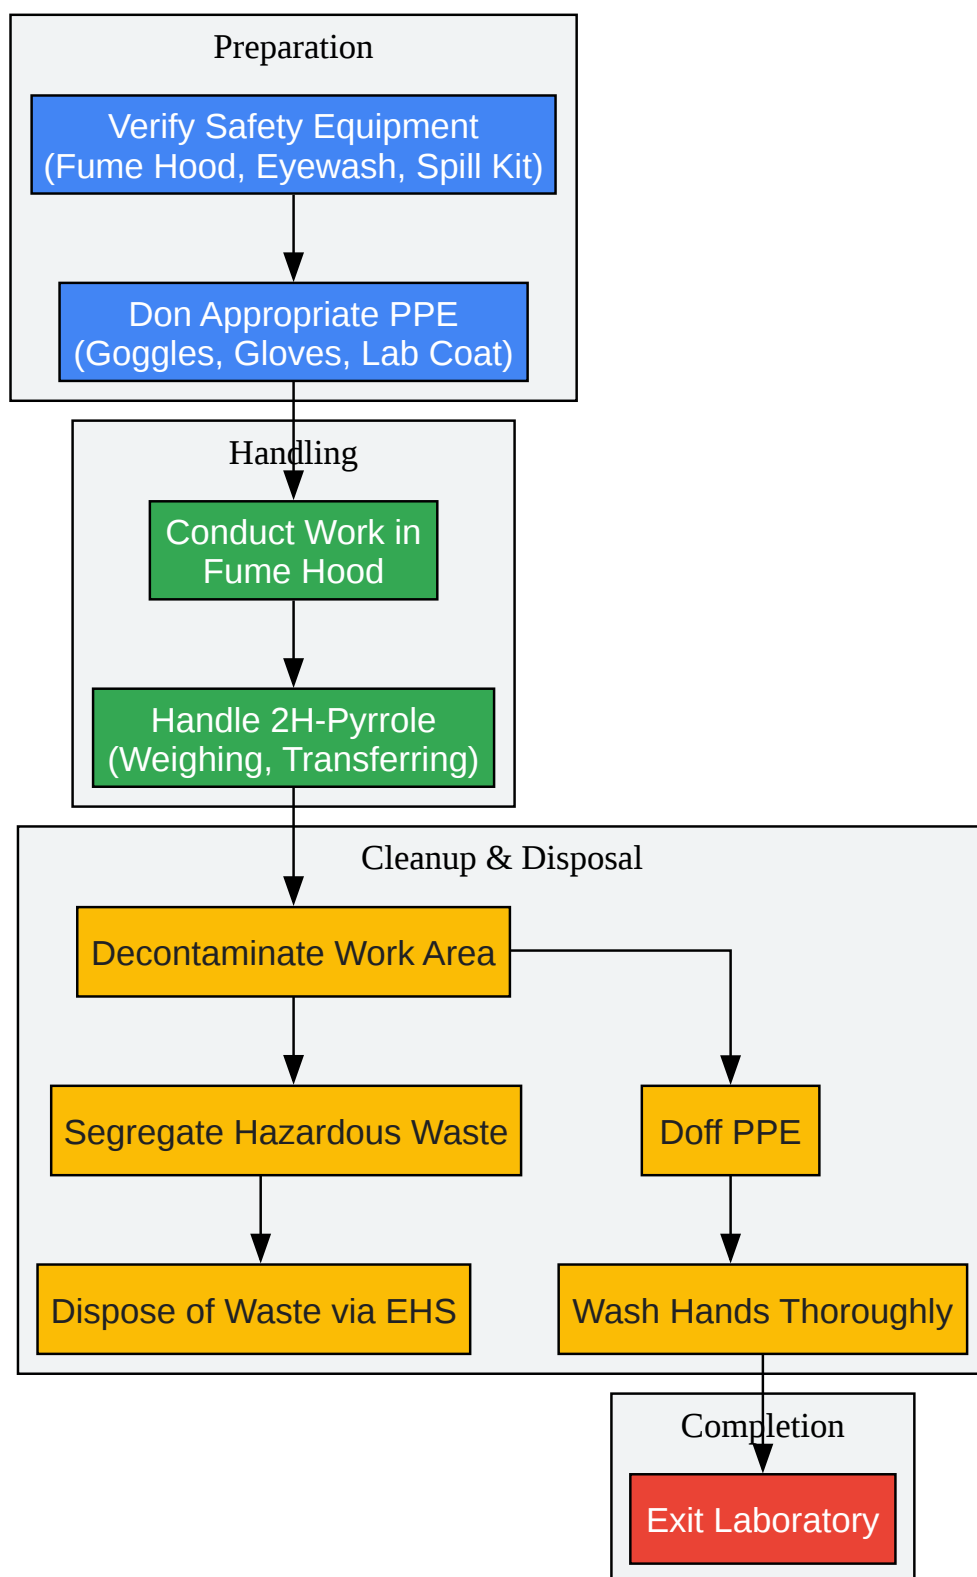 Preparation
Verify Safety Equipment
(Fume Hood, Eyewash, Spill Kit)
Don Appropriate PPE
(Goggles, Gloves, Lab Coat)
Handling
Conduct Work in
Fume Hood
Handle 2H-Pyrrole
(Weighing, Transferring)
Cleanup & Disposal
Decontaminate Work Area
Segregate Hazardous Waste
Doff PPE
Dispose of Waste via EHS
Wash Hands Thoroughly
Completion
Exit Laboratory